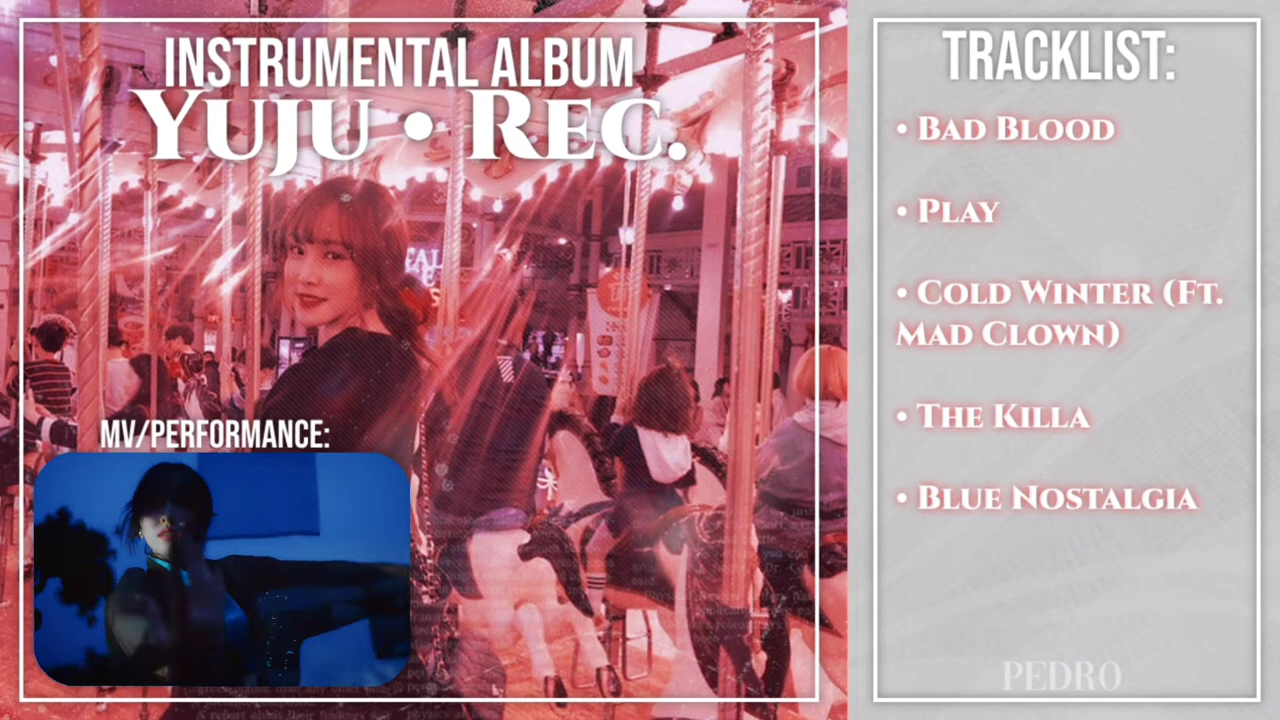 INSTRUMENTAL ALBUM
YUJU • REC.
MV/PERFORMANCE:
TRACKLIST:
• BAD BLOOD
• PLAY
• COLD WINTER (FT.
MAD CLOWN)
• THE KILLA
• BLUE NOSTALGIA
PEDRO